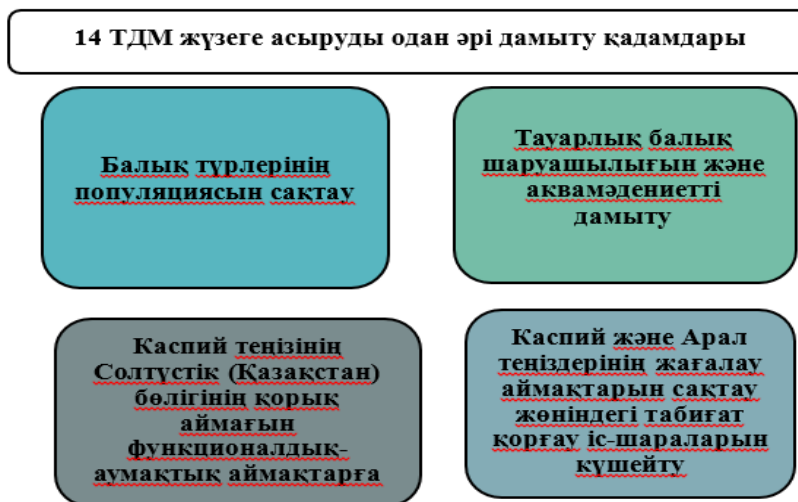 14 ТДМ жүзеге асыруды одан әрі дамыту қадамдары
Балық түрлерінің
популяциясын сақтау
Тауарлық балық
шаруашылығын және
аквамәдениетті
дамыту
Каспий теңізінің
Солтүстік (Қазақстан)
бөлігінің қорық
аймағын
функционалдық-
аумақтық аймақтарға
Каспий және Арал
теңіздерінің жағалау
аймақтарын сақтау
жөніндегі табиғат
қорғау іс-шараларын
күшейту